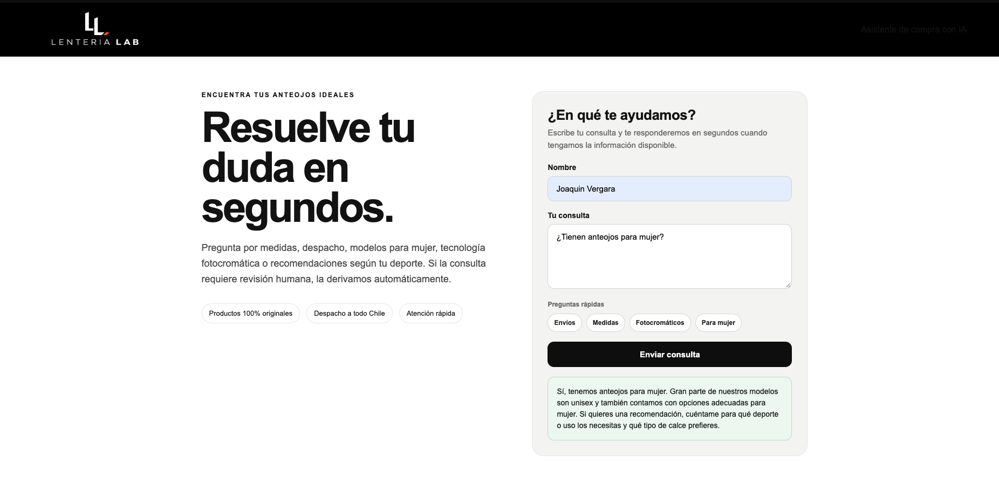 LENTERIA LAB
Asistente de compra con IA
ENCUENTRA TUS ANTEOJOS IDEALES
Resuelve tu
duda en
segundos.
Pregunta por medidas, despacho, modelos para mujer, tecnología
fotocromática o recomendaciones según tu deporte. Si la consulta
requiere revisión humana, la derivamos automáticamente.
Productos 100% originales
Despacho a todo Chile
Atención rápida
¿En qué te ayudamos?
Escribe tu consulta y te responderemos en segundos cuando
tengamos la información disponible.
Nombre
Joaquin Vergara
Tu consulta
¿Tienen anteojos para mujer?
Preguntas rápidas
Envíos
Medidas
Fotocromáticos
Para mujer
Enviar consulta
Sí, tenemos anteojos para mujer. Gran parte de nuestros modelos
son unisex y también contamos con opciones adecuadas para
mujer. Si quieres una recomendación, cuéntame para qué deporte
o uso los necesitas y qué tipo de calce prefieres.